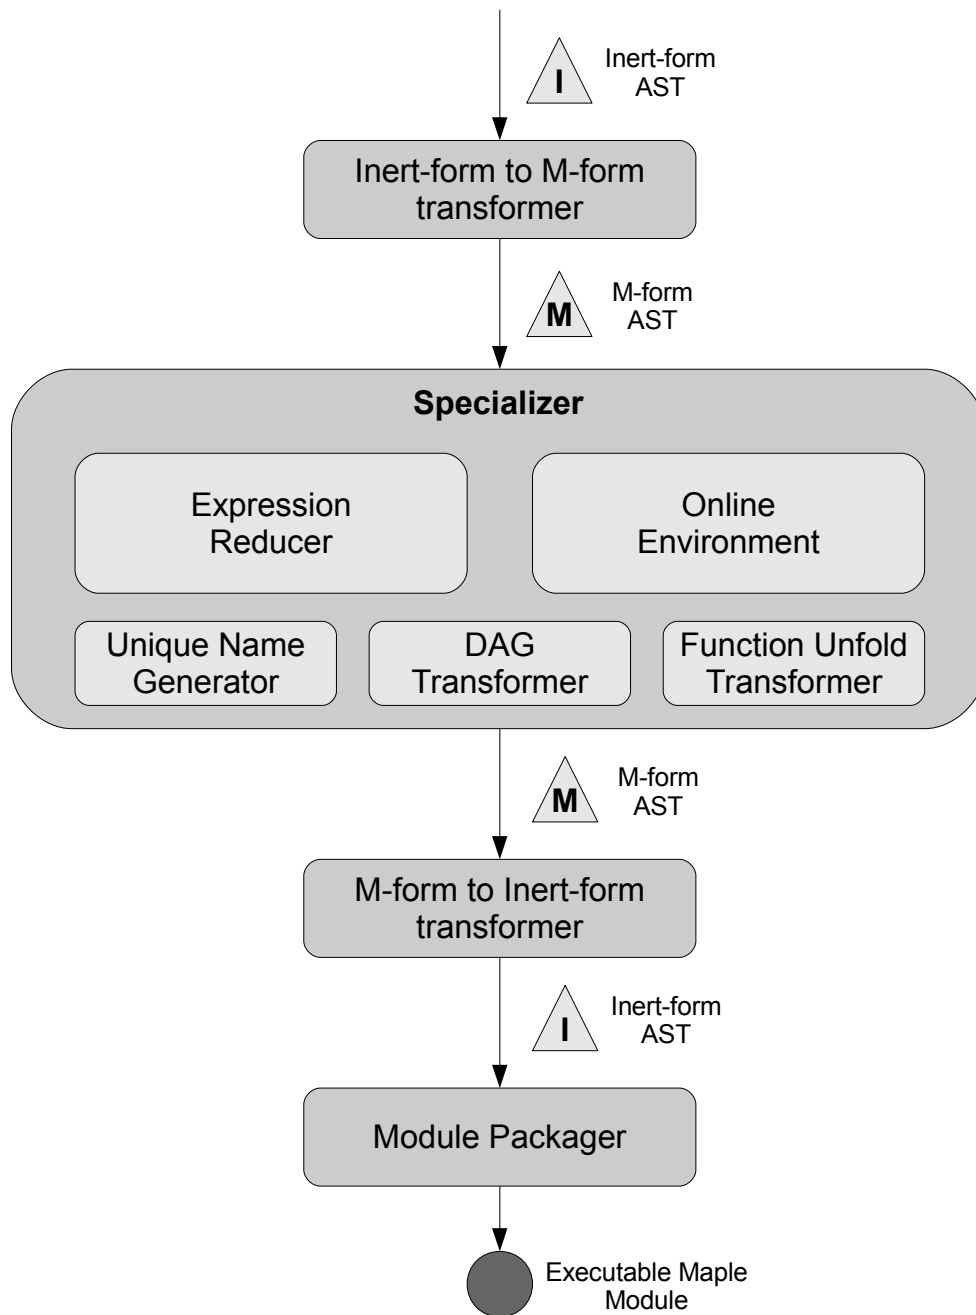 I
Inert-form
AST
Inert-form to M-form
transformer
M
M-form
AST
Specializer
Expression
Reducer
Online
Environment
Unique Name
Generator
DAG
Transformer
Function Unfold
Transformer
M
M-form
AST
M-form to Inert-form
transformer
I
Inert-form
AST
Module Packager
Executable Maple
Module